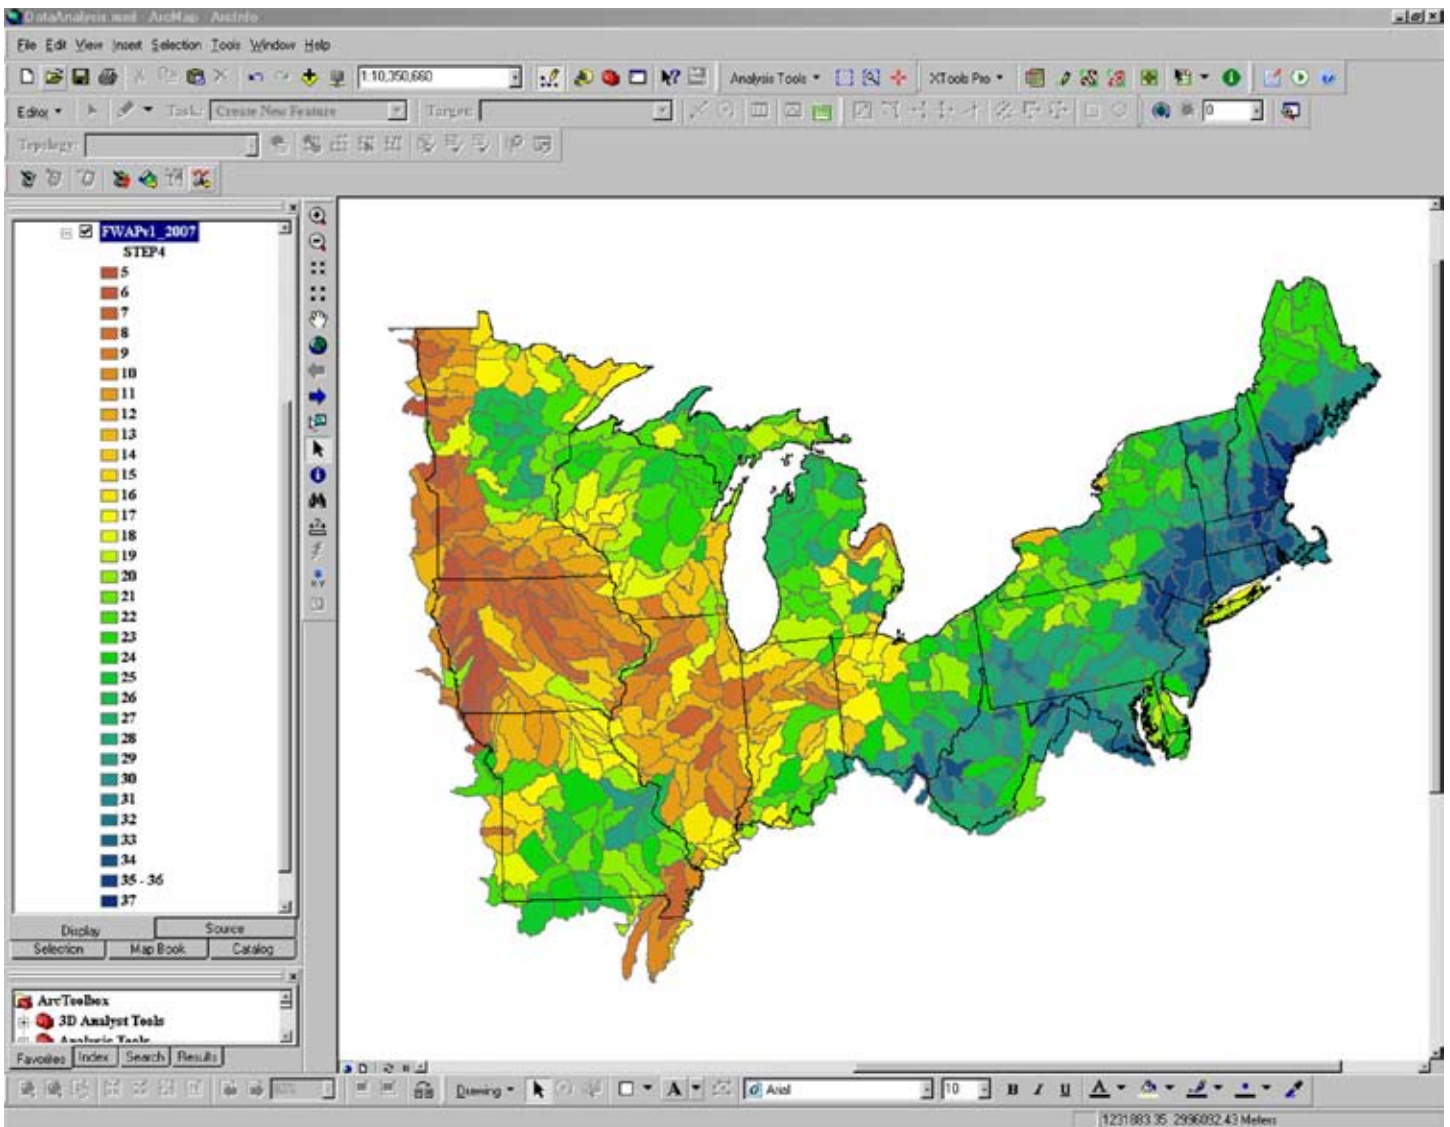 DataAnalysis.mxd - ArcMap - ArcInfo
File Edit View Insert Selection Tools Window Help
1:10,350,660 Analysis Tools XTools Pro
Editor Task: Create New Feature Target: 0
Topology:
FWAPv1_2007
STEP4
5
6
7
8
9
10
11
12
13
14
15
16
17
18
19
20
21
22
23
24
25
26
27
28
29
30
31
32
33
34
35 - 36
37
Display Source
Selection Map Book Catalog
ArcToolbox
3D Analyst Tools
Analysis Tools
Favorites Index Search Results
Drawing A Arial 10 B I U A
1231883.35 2996092.43 Meters